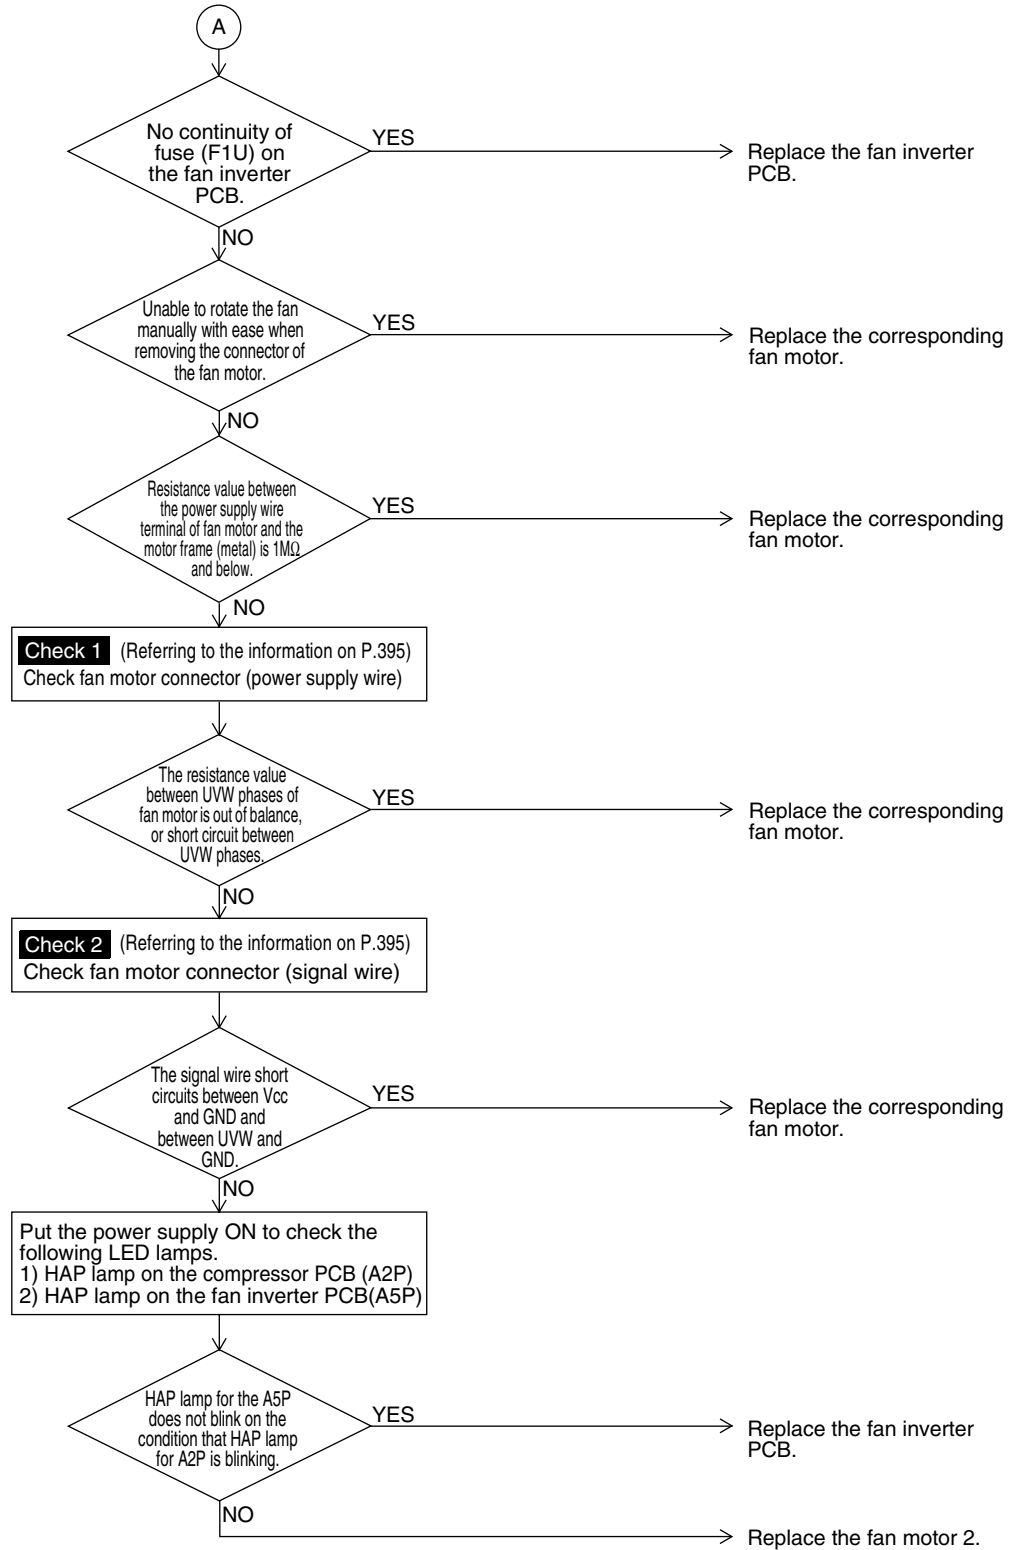 A
No continuity of
fuse (F1U) on
the fan inverter
PCB.
YES
Replace the fan inverter
PCB.
NO
Unable to rotate the fan
manually with ease when
removing the connector of
the fan motor.
YES
Replace the corresponding
fan motor.
NO
Resistance value between
the power supply wire
terminal of fan motor and the
motor frame (metal) is 1MΩ
and below.
YES
Replace the corresponding
fan motor.
NO
Check 1 (Referring to the information on P.395)
Check fan motor connector (power supply wire)
The resistance value
between UVW phases of
fan motor is out of balance,
or short circuit between
UVW phases.
YES
Replace the corresponding
fan motor.
NO
Check 2 (Referring to the information on P.395)
Check fan motor connector (signal wire)
The signal wire short
circuits between Vcc
and GND and
between UVW and
GND.
YES
Replace the corresponding
fan motor.
NO
Put the power supply ON to check the
following LED lamps.
1) HAP lamp on the compressor PCB (A2P)
2) HAP lamp on the fan inverter PCB(A5P)
HAP lamp for the A5P
does not blink on the
condition that HAP lamp
for A2P is blinking.
YES
Replace the fan inverter
PCB.
NO
Replace the fan motor 2.